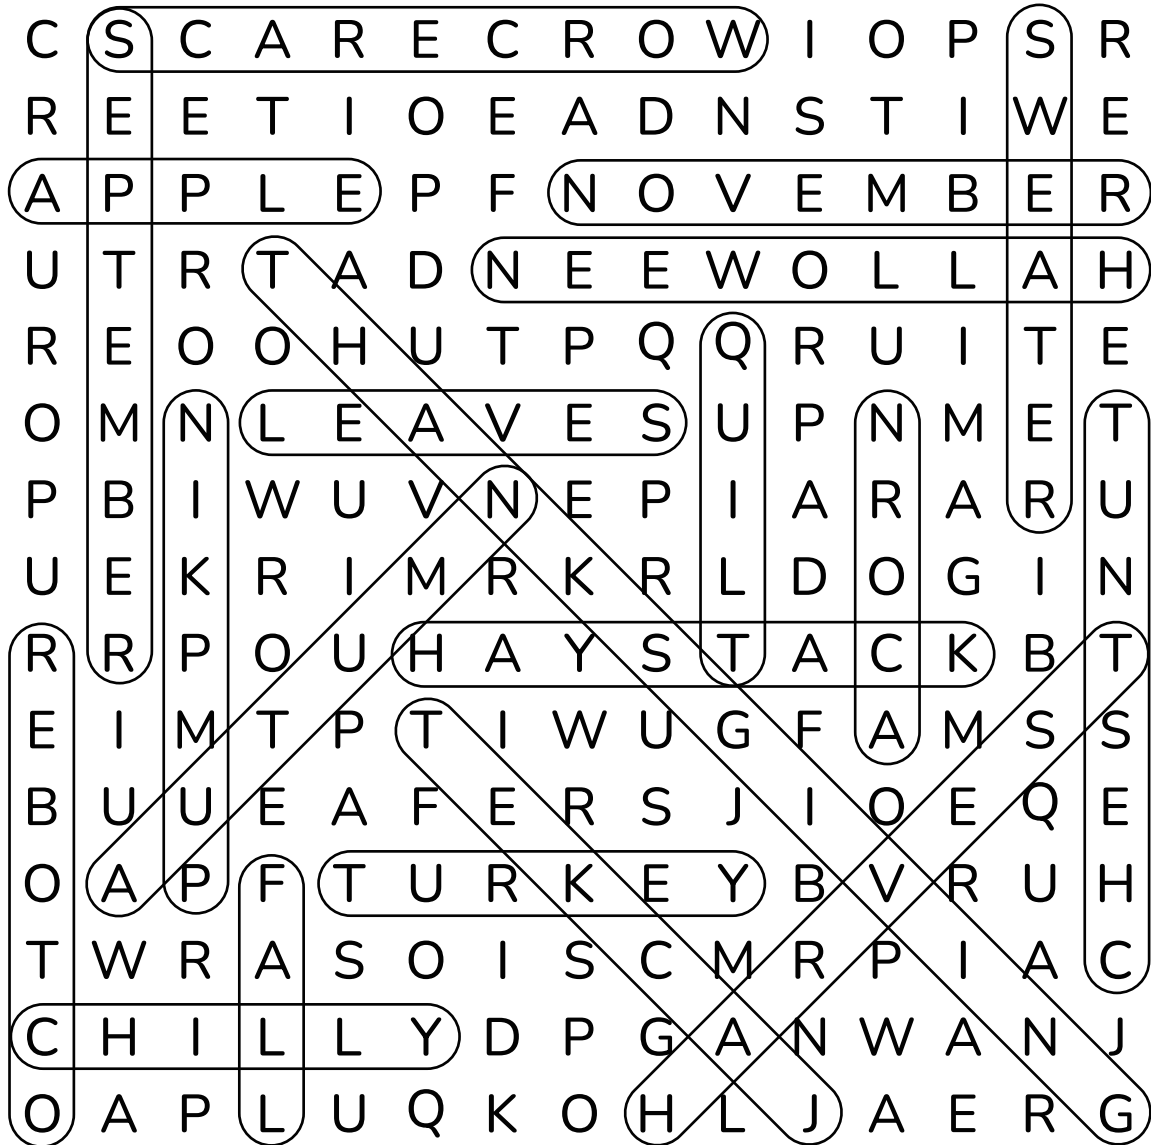 C S C A R E C R O W I O P S R
R E E T I O E A D N S T I W E
A P P L E P F N O V E M B E R
U T R T A D N E E W O L L A H
R E O O H U T P Q Q R U I T E
O M N L E A V E S U P N M E T
P B I W U V N E P I A R A R U
U E K R I M R K R L D O G I N
R R P O U H A Y S T A C K B T
E I M T P T I W U G F A M S S
B U U E A F E R S J I O E Q E
O A P F T U R K E Y B V R U H
T W R A S O I S C M R P I A C
C H I L L Y D P G A N W A N J
O A P L U Q K O H L J A E R G